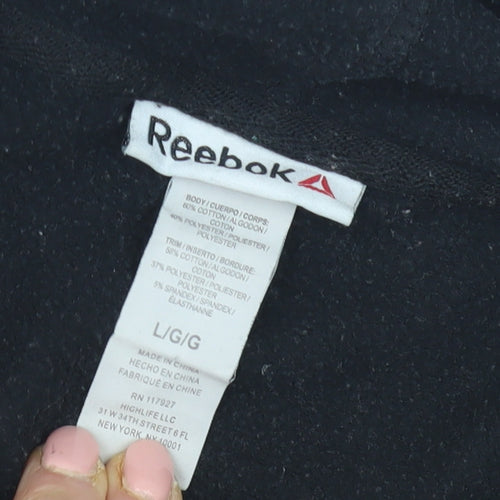 Reebok
BODY / CUERPO / CORPS:
60% COTTON / ALGODON /
COTON
40% POLYESTER / POLIESTER /
POLYESTER
TRIM / INSERTO / BORDURE:
58% COTTON / ALGODON /
COTON
37% POLYESTER / POLIESTER /
POLYESTER
5% SPANDEX / SPANDEX /
ÉLASTHANNE
L/G/G
MADE IN CHINA
HECHO EN CHINA
FABRIQUÉ EN CHINE
RN 117927
HIGHLIFE LLC
31 W 34TH STREET 6 FL
NEW YORK, NY 10001